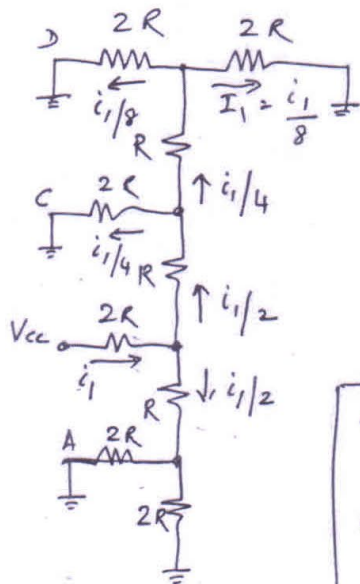 2R 2R
D
i₁/8 I₁ = i₁/8
R
2R ↑ i₁/4
C
i₁/4 R
2R ↑ i₁/2
Vcc
i₁ R ↓ i₁/2
A 2R
2R